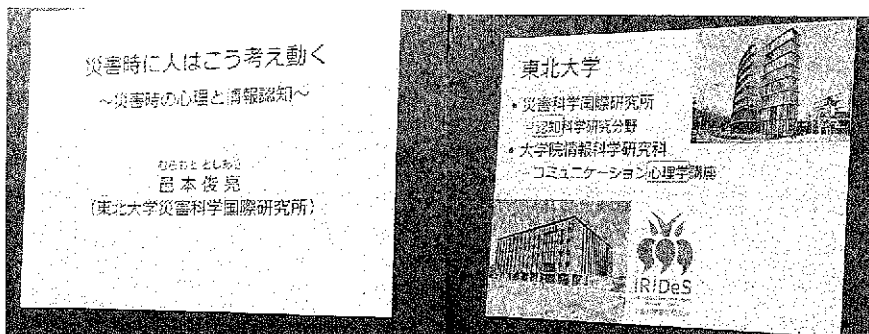 災害時に人はこう考え動く
～災害時の心理と情報認知～
むらもと としあき
邑本俊亮
(東北大学災害科学国際研究所)
東北大学
• 災害科学国際研究所
－認知科学研究分野
• 大学院情報科学研究科
－コミュニケーション心理学講座
IRIDeS